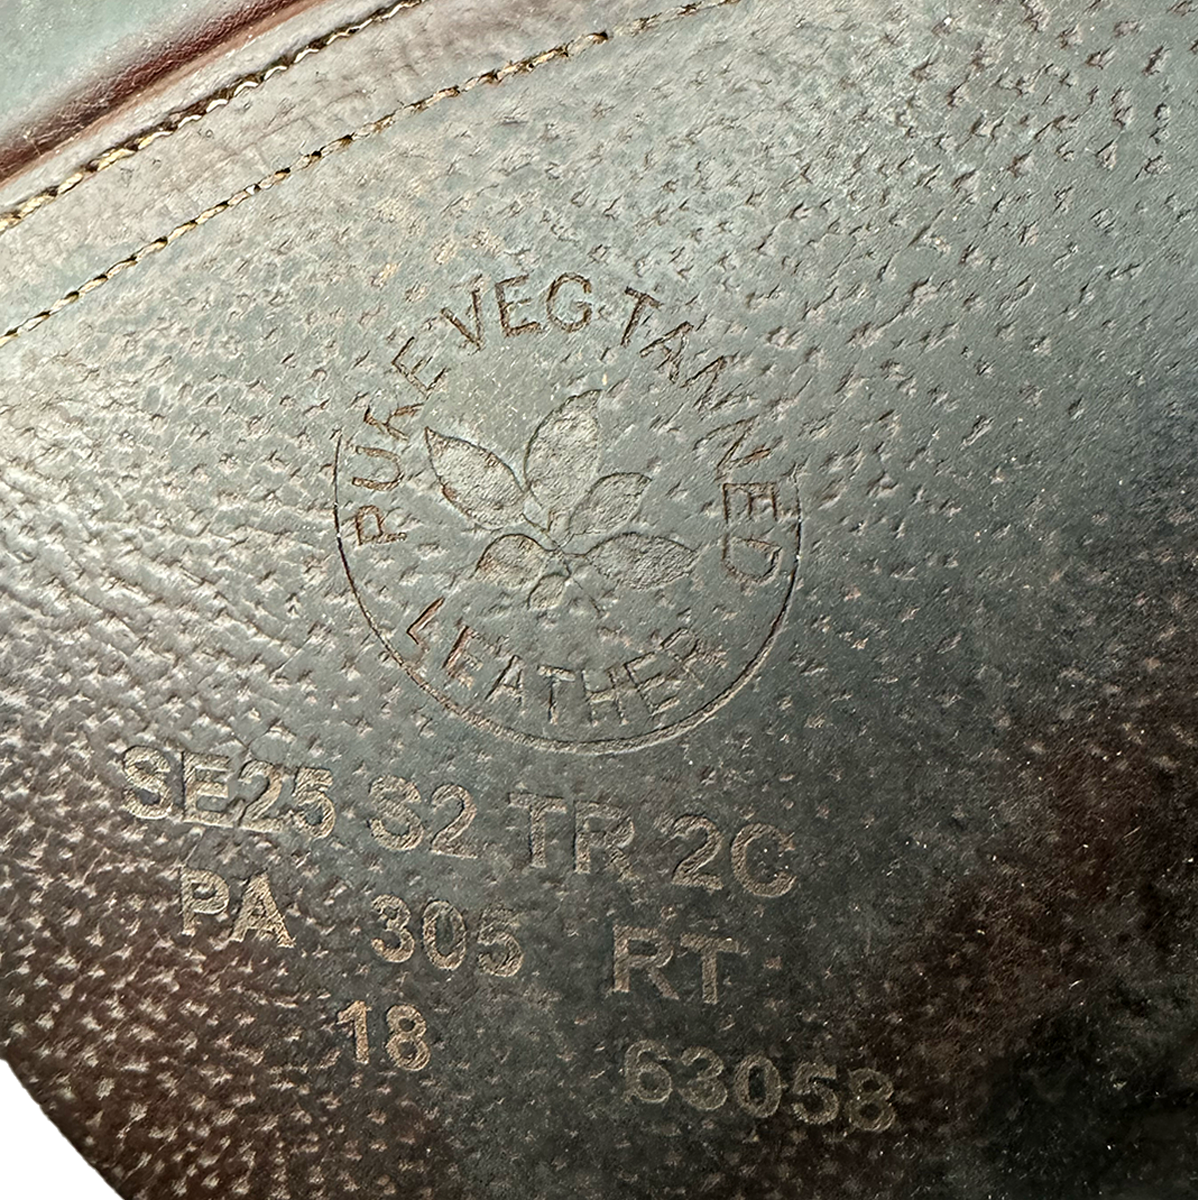 PURE VEG·TANNED
LEATHER
SE25 S2 TR 2C
PA 305 RT
18 63058